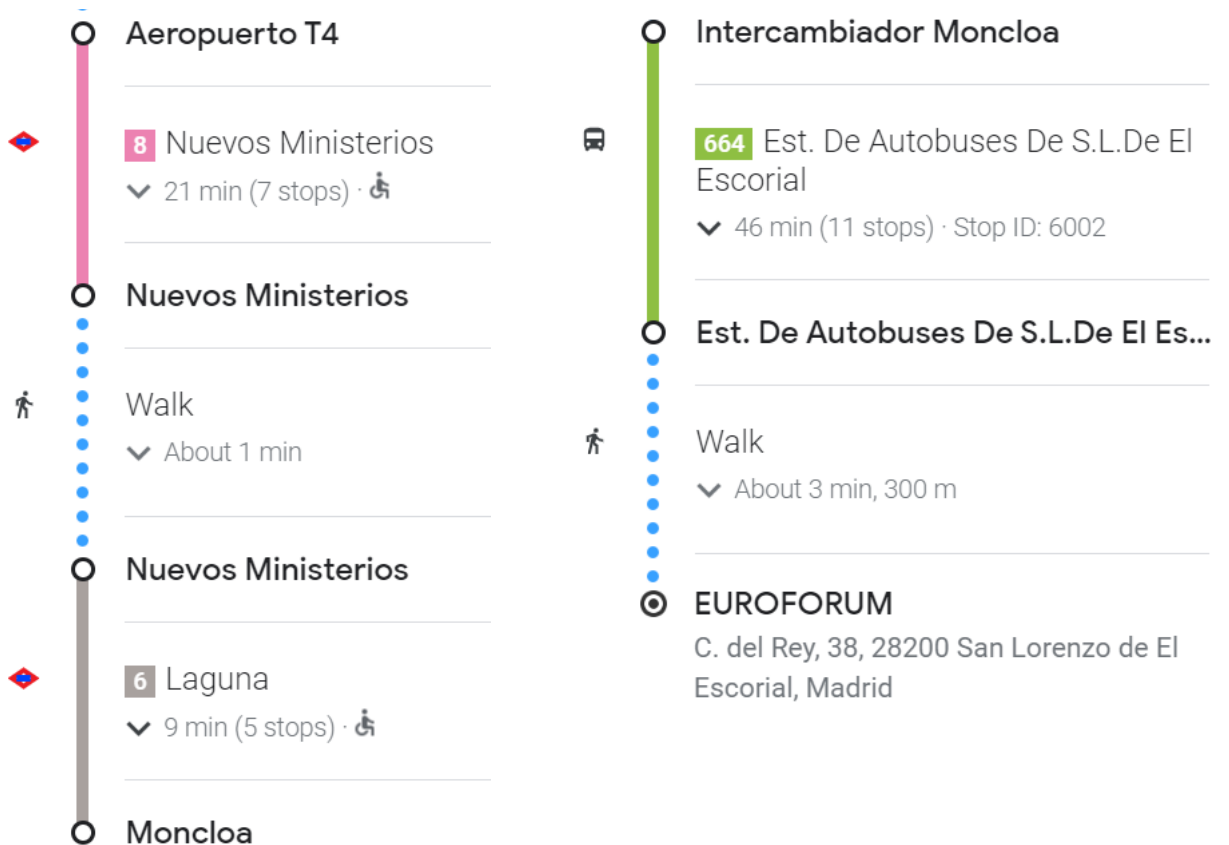 Aeropuerto T4
8 Nuevos Ministerios
21 min (7 stops) ·
Nuevos Ministerios
Walk
About 1 min
Nuevos Ministerios
6 Laguna
9 min (5 stops) ·
Moncloa
Intercambiador Moncloa
664 Est. De Autobuses De S.L.De El
Escorial
46 min (11 stops) · Stop ID: 6002
Est. De Autobuses De S.L.De El Es...
Walk
About 3 min, 300 m
EUROFORUM
C. del Rey, 38, 28200 San Lorenzo de El
Escorial, Madrid